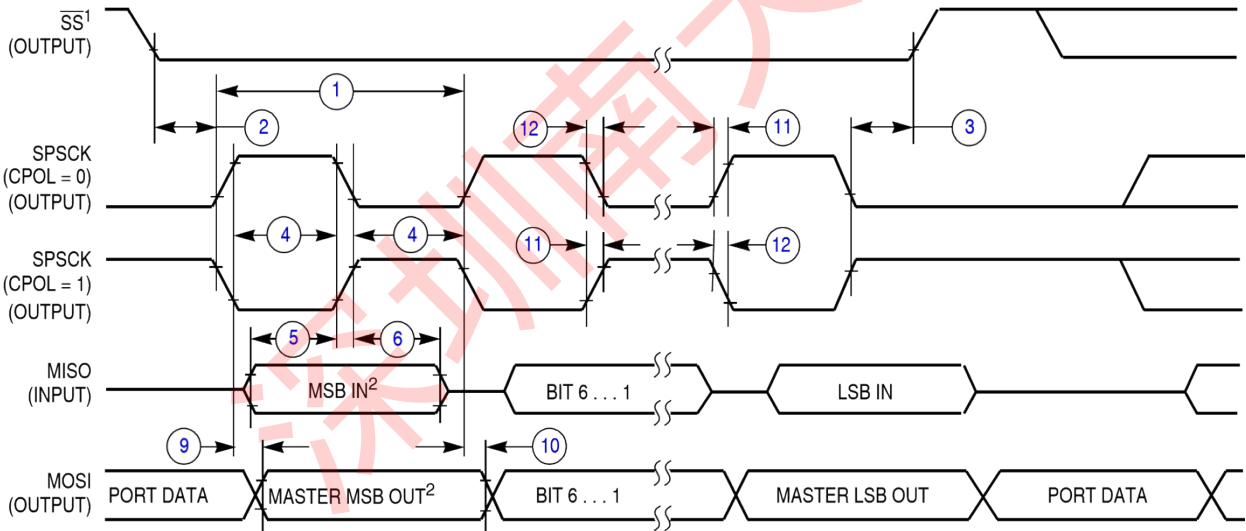 SS1
(OUTPUT)
1
2
12
11
3
SPSCK
(CPOL = 0)
(OUTPUT)
4
4
11
12
SPSCK
(CPOL = 1)
(OUTPUT)
5
6
MISO
(INPUT)
MSB IN2
BIT 6 . . . 1
LSB IN
9
10
MOSI
(OUTPUT)
PORT DATA
MASTER MSB OUT2
BIT 6 . . . 1
MASTER LSB OUT
PORT DATA
深圳南